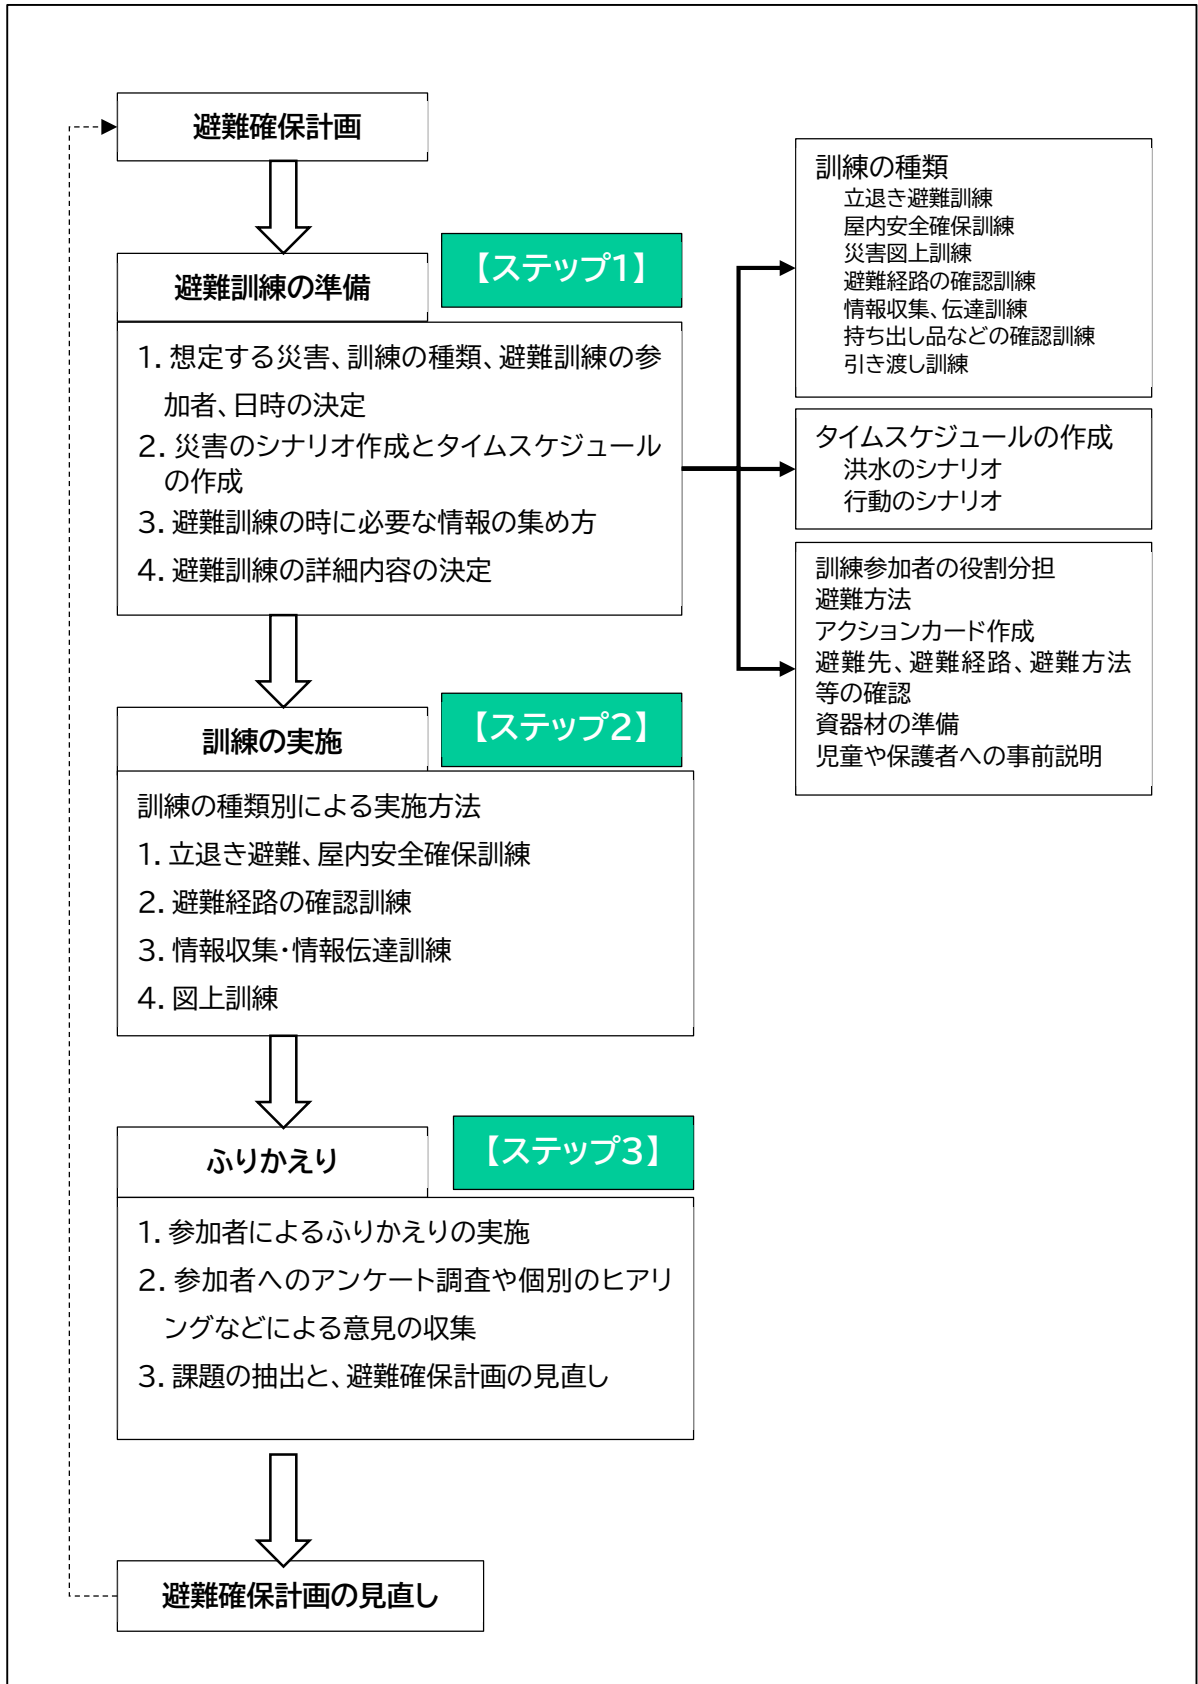 避難確保計画
【ステップ1】
避難訓練の準備
1. 想定する災害、訓練の種類、避難訓練の参
加者、日時の決定
2. 災害のシナリオ作成とタイムスケジュール
の作成
3. 避難訓練の時に必要な情報の集め方
4. 避難訓練の詳細内容の決定
訓練の種類
立退き避難訓練
屋内安全確保訓練
災害図上訓練
避難経路の確認訓練
情報収集、伝達訓練
持ち出し品などの確認訓練
引き渡し訓練
タイムスケジュールの作成
洪水のシナリオ
行動のシナリオ
訓練参加者の役割分担
避難方法
アクションカード作成
避難先、避難経路、避難方法
等の確認
資器材の準備
児童や保護者への事前説明
【ステップ2】
訓練の実施
訓練の種類別による実施方法
1. 立退き避難、屋内安全確保訓練
2. 避難経路の確認訓練
3. 情報収集・情報伝達訓練
4. 図上訓練
【ステップ3】
ふりかえり
1. 参加者によるふりかえりの実施
2. 参加者へのアンケート調査や個別のヒアリ
ングなどによる意見の収集
3. 課題の抽出と、避難確保計画の見直し
避難確保計画の見直し